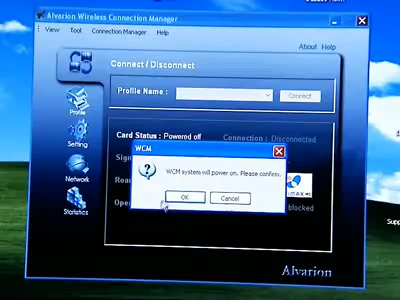 Alvarion Wireless Connection Manager
View Tool Connection Manager Help
About Help
Connect / Disconnect
Profile Name : Connect
Profile
Setting
Network
Statistics
Card Status : Powered off Connection : Disconnected
WCM
WCM system will power on. Please confirm.
OK Cancel
Alvarion